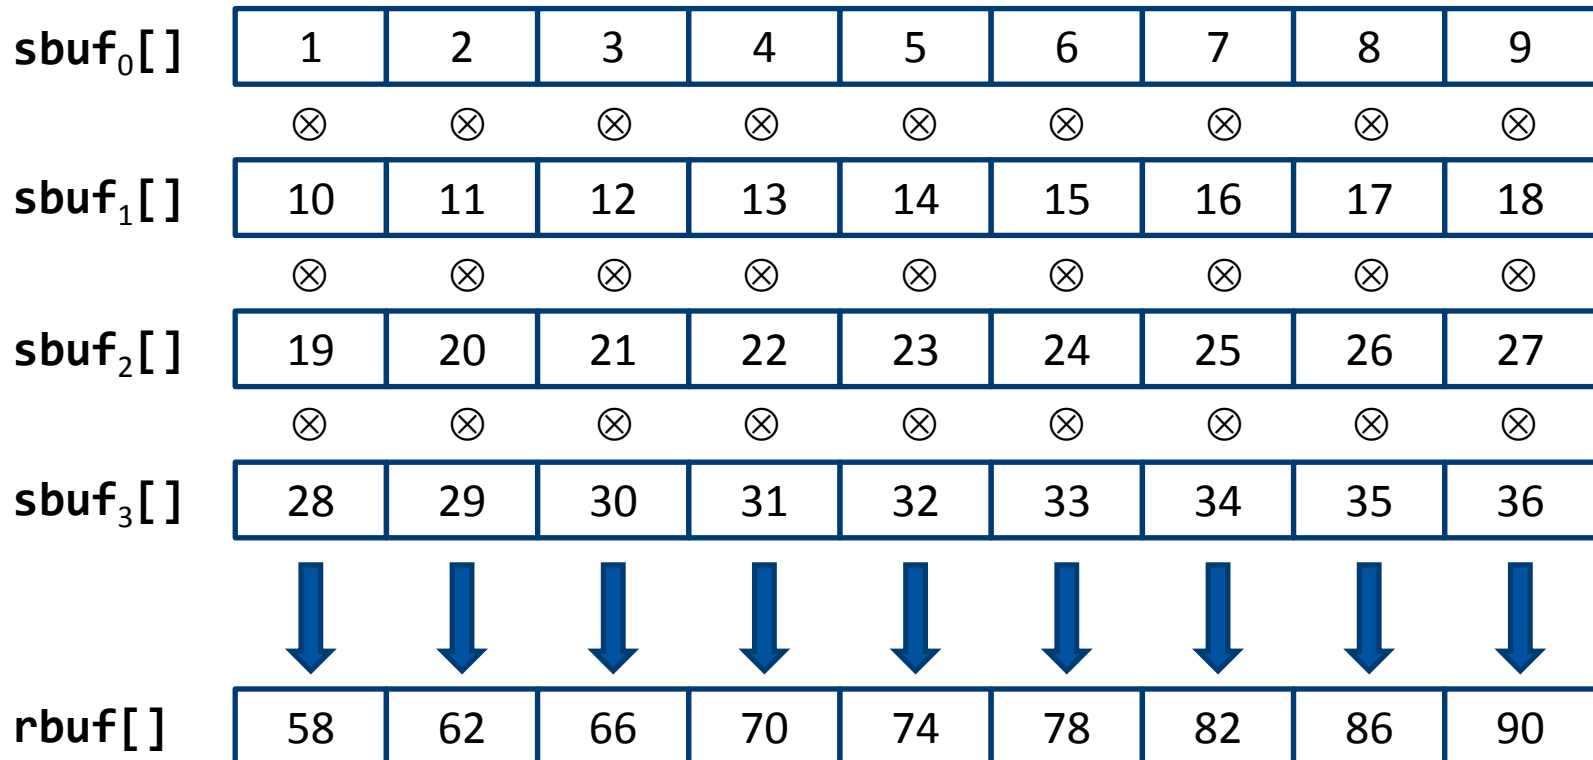 sbuf₀[] 1 2 3 4 5 6 7 8 9
⊗ ⊗ ⊗ ⊗ ⊗ ⊗ ⊗ ⊗ ⊗
sbuf₁[] 10 11 12 13 14 15 16 17 18
⊗ ⊗ ⊗ ⊗ ⊗ ⊗ ⊗ ⊗ ⊗
sbuf₂[] 19 20 21 22 23 24 25 26 27
⊗ ⊗ ⊗ ⊗ ⊗ ⊗ ⊗ ⊗ ⊗
sbuf₃[] 28 29 30 31 32 33 34 35 36
rbuf[] 58 62 66 70 74 78 82 86 90